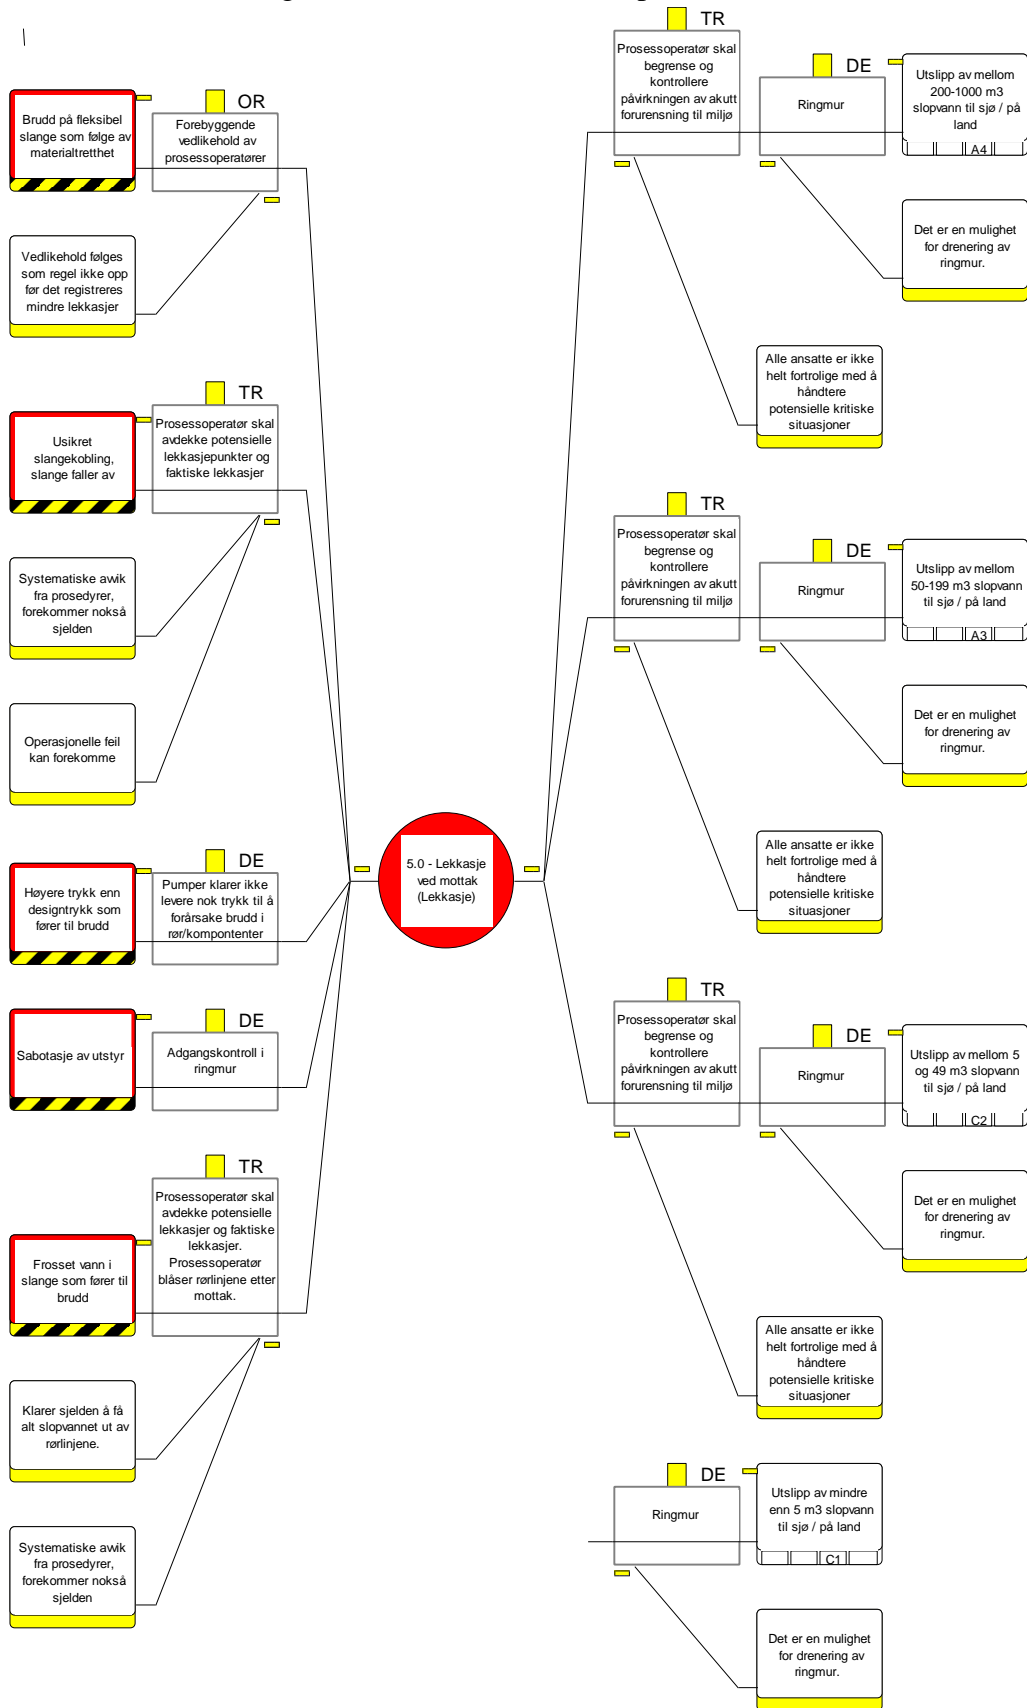 OR
Brudd på fleksibel
slange som følge av
materialtretthet
Forebyggende
vedlikehold av
prosessoperatører
Vedlikehold følges
som regel ikke opp
før det registreres
mindre lekkasjer
TR
Usikret
slangekobling,
slange faller av
Prosessoperatør skal
avdekke potensielle
lekkasjepunkter og
faktiske lekkasjer
Systematiske avvik
fra prosedyrer,
forekommer nokså
sjelden
Operasjonelle feil
kan forekomme
DE
Høyere trykk enn
designtrykk som
fører til brudd
Pumper klarer ikke
levere nok trykk til å
forårsake brudd i
rør/kompontenter
DE
Sabotasje av utstyr
Adgangskontroll i
ringmur
TR
Frosset vann i
slange som fører til
brudd
Prosessoperatør skal
avdekke potensielle
lekkasjer og faktiske
lekkasjer.
Prosessoperatør
blåser rørlinjene etter
mottak.
Klarer sjelden å få
alt slopvannet ut av
rørlinjene.
Systematiske avvik
fra prosedyrer,
forekommer nokså
sjelden
5.0 - Lekkasje
ved mottak
(Lekkasje)
TR
Prosessoperatør skal
begrense og
kontrollere
påvirkningen av akutt
forurensning til miljø
DE
Ringmur
Utslipp av mellom
200-1000 m3
slopvann til sjø / på
land
A4
Det er en mulighet
for drenering av
ringmur.
Alle ansatte er ikke
helt fortrolige med å
håndtere
potensielle kritiske
situasjoner
TR
Prosessoperatør skal
begrense og
kontrollere
påvirkningen av akutt
forurensning til miljø
DE
Ringmur
Utslipp av mellom
50-199 m3 slopvann
til sjø / på land
A3
Det er en mulighet
for drenering av
ringmur.
Alle ansatte er ikke
helt fortrolige med å
håndtere
potensielle kritiske
situasjoner
TR
Prosessoperatør skal
begrense og
kontrollere
påvirkningen av akutt
forurensning til miljø
DE
Ringmur
Utslipp av mellom 5
og 49 m3 slopvann
til sjø / på land
C2
Det er en mulighet
for drenering av
ringmur.
Alle ansatte er ikke
helt fortrolige med å
håndtere
potensielle kritiske
situasjoner
DE
Ringmur
Utslipp av mindre
enn 5 m3 slopvann
til sjø / på land
C1
Det er en mulighet
for drenering av
ringmur.